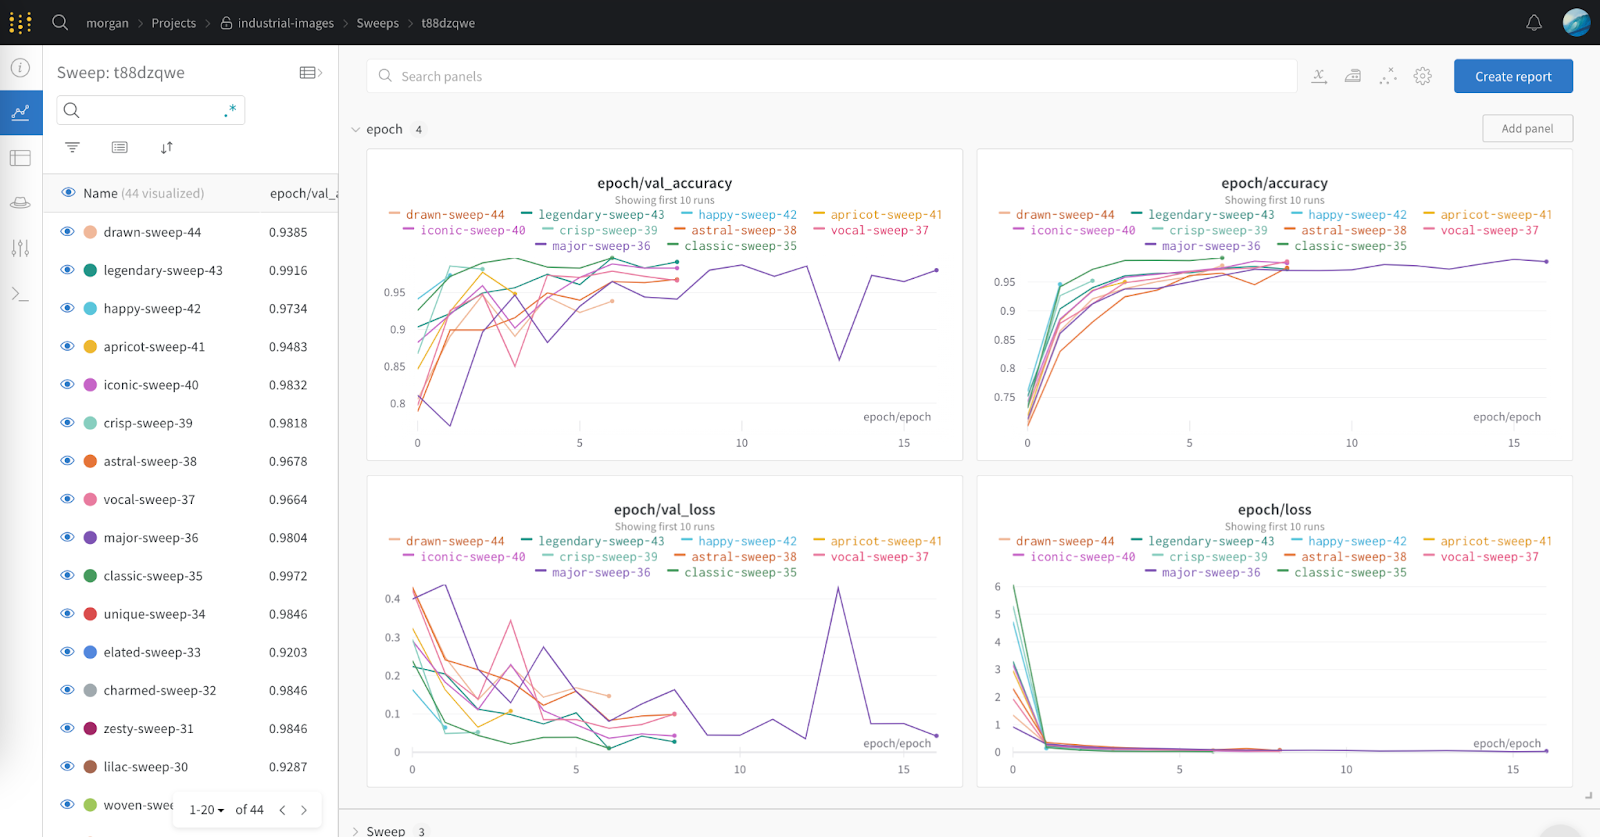 morgan > Projects > industrial-images > Sweeps > t88dzqwe
Sweep: t88dzqwe
.*
Name (44 visualized) epoch/val_a
drawn-sweep-44 0.9385
legendary-sweep-43 0.9916
happy-sweep-42 0.9734
apricot-sweep-41 0.9483
iconic-sweep-40 0.9832
crisp-sweep-39 0.9818
astral-sweep-38 0.9678
vocal-sweep-37 0.9664
major-sweep-36 0.9804
classic-sweep-35 0.9972
unique-sweep-34 0.9846
elated-sweep-33 0.9203
charmed-sweep-32 0.9846
zesty-sweep-31 0.9846
lilac-sweep-30 0.9287
woven-swee
1-20 of 44
Search panels
Create report
epoch 4
Add panel
epoch/val_accuracy
Showing first 10 runs
drawn-sweep-44 legendary-sweep-43 happy-sweep-42 apricot-sweep-41
iconic-sweep-40 crisp-sweep-39 astral-sweep-38 vocal-sweep-37
major-sweep-36 classic-sweep-35
0.95
0.9
0.85
0.8
epoch/epoch
0 5 10 15
epoch/accuracy
Showing first 10 runs
drawn-sweep-44 legendary-sweep-43 happy-sweep-42 apricot-sweep-41
iconic-sweep-40 crisp-sweep-39 astral-sweep-38 vocal-sweep-37
major-sweep-36 classic-sweep-35
0.95
0.9
0.85
0.8
0.75
epoch/epoch
0 5 10 15
epoch/val_loss
Showing first 10 runs
drawn-sweep-44 legendary-sweep-43 happy-sweep-42 apricot-sweep-41
iconic-sweep-40 crisp-sweep-39 astral-sweep-38 vocal-sweep-37
major-sweep-36 classic-sweep-35
0.4
0.3
0.2
0.1
0
epoch/epoch
0 5 10 15
epoch/loss
Showing first 10 runs
drawn-sweep-44 legendary-sweep-43 happy-sweep-42 apricot-sweep-41
iconic-sweep-40 crisp-sweep-39 astral-sweep-38 vocal-sweep-37
major-sweep-36 classic-sweep-35
6
5
4
3
2
1
0
epoch/epoch
0 5 10 15
Sweep 3